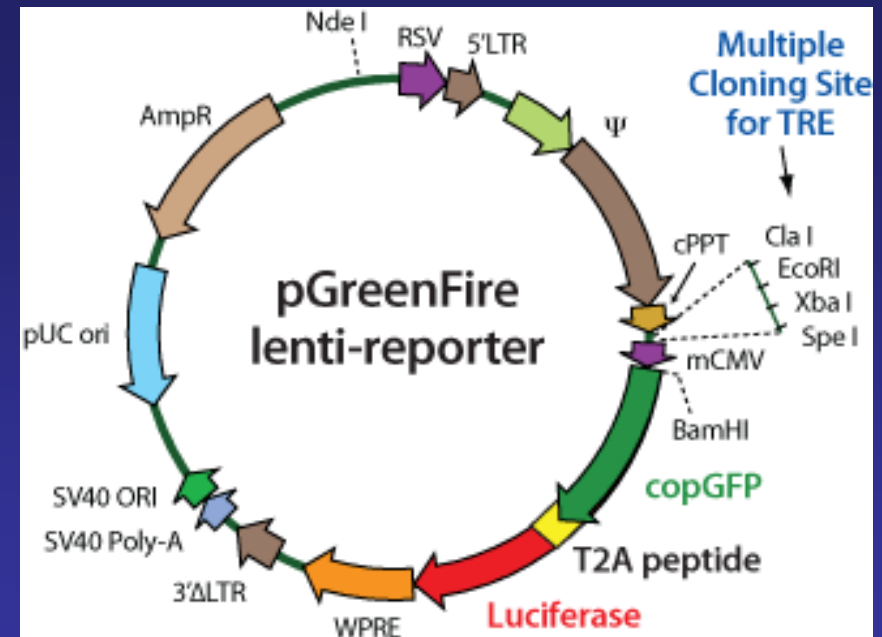 Nde I
RSV
5'LTR
Multiple
Cloning Site
for TRE
AmpR
Ψ
cPPT
Cla I
EcoRI
Xba I
Spe I
pGreenFire
lenti-reporter
pUC ori
mCMV
BamHI
copGFP
SV40 ORI
SV40 Poly-A
T2A peptide
3'ΔLTR
Luciferase
WPRE